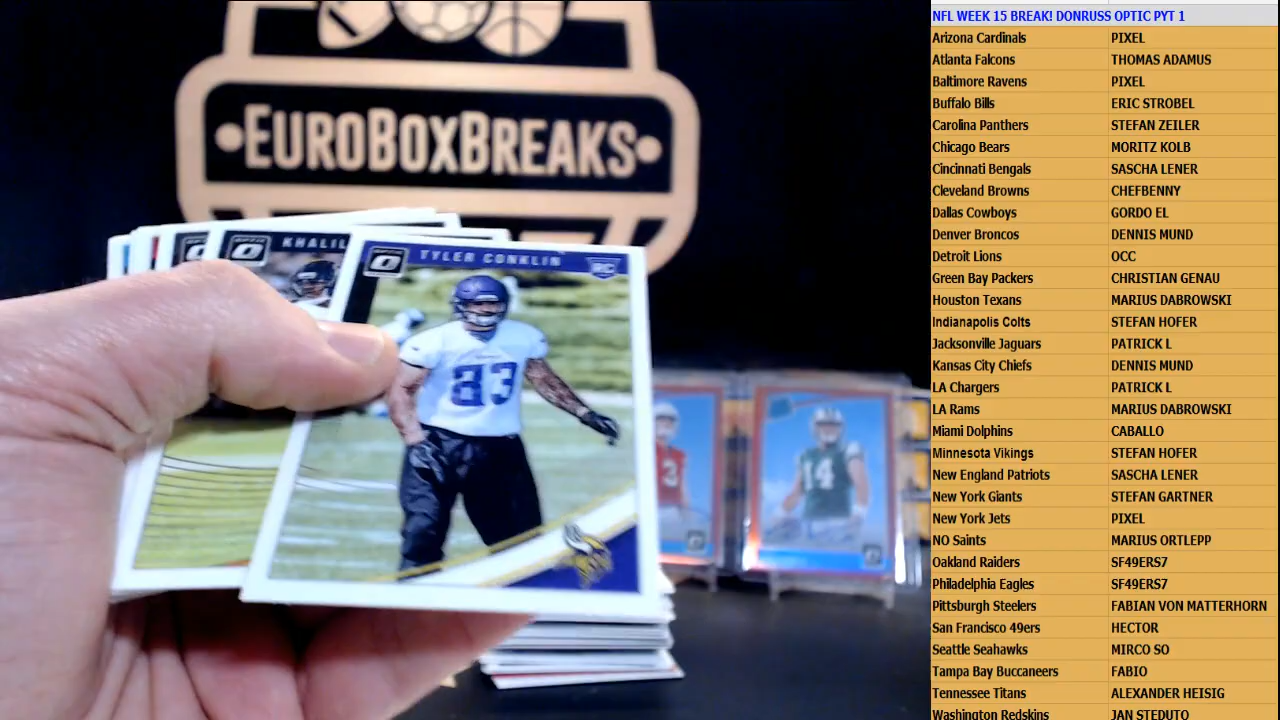 EUROBOXBREAKS
KHALIL
TYLER CONKLIN
RC
83
3
14
NFL WEEK 15 BREAK! DONRUSS OPTIC PYT 1
Arizona Cardinals PIXEL
Atlanta Falcons THOMAS ADAMUS
Baltimore Ravens PIXEL
Buffalo Bills ERIC STROBEL
Carolina Panthers STEFAN ZEILER
Chicago Bears MORITZ KOLB
Cincinnati Bengals SASCHA LENER
Cleveland Browns CHEFBENNY
Dallas Cowboys GORDO EL
Denver Broncos DENNIS MUND
Detroit Lions OCC
Green Bay Packers CHRISTIAN GENAU
Houston Texans MARIUS DABROWSKI
Indianapolis Colts STEFAN HOFER
Jacksonville Jaguars PATRICK L
Kansas City Chiefs DENNIS MUND
LA Chargers PATRICK L
LA Rams MARIUS DABROWSKI
Miami Dolphins CABALLO
Minnesota Vikings STEFAN HOFER
New England Patriots SASCHA LENER
New York Giants STEFAN GARTNER
New York Jets PIXEL
NO Saints MARIUS ORTLEPP
Oakland Raiders SF49ERS7
Philadelphia Eagles SF49ERS7
Pittsburgh Steelers FABIAN VON MATTERHORN
San Francisco 49ers HECTOR
Seattle Seahawks MIRCO SO
Tampa Bay Buccaneers FABIO
Tennessee Titans ALEXANDER HEISIG
Washington Redskins JAN STEDUTO